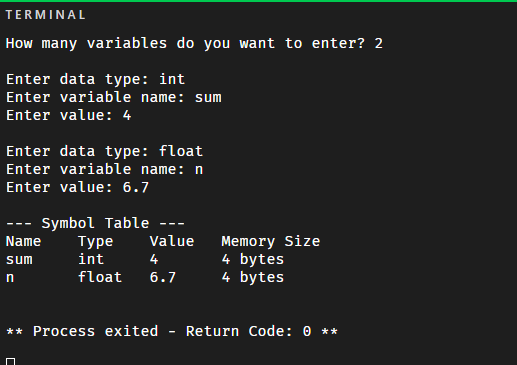 TERMINAL
How many variables do you want to enter? 2
Enter data type: int
Enter variable name: sum
Enter value: 4
Enter data type: float
Enter variable name: n
Enter value: 6.7
--- Symbol Table ---
Name    Type    Value   Memory Size
sum     int     4       4 bytes
n       float   6.7     4 bytes
** Process exited - Return Code: 0 **